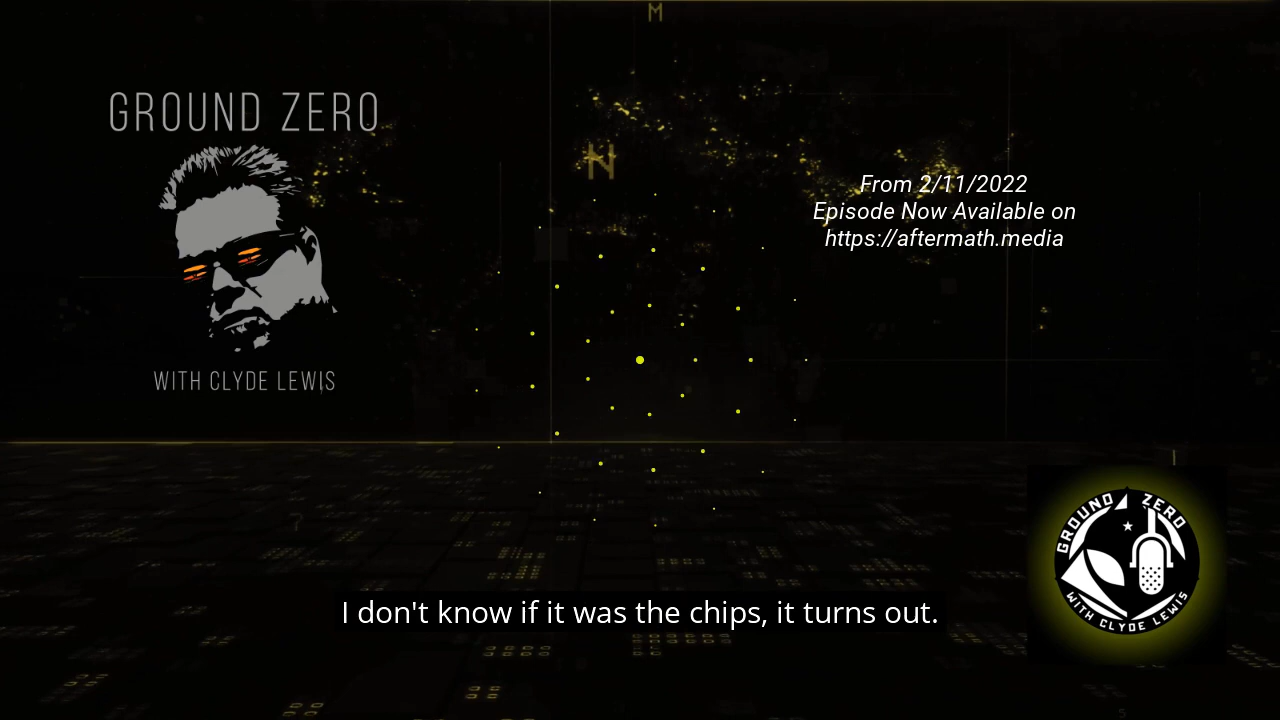 M
GROUND ZERO
N
From 2/11/2022
Episode Now Available on
https://aftermath.media
WITH CLYDE LEWIS
GROUND ZERO
WITH CLYDE LEWIS
I don't know if it was the chips, it turns out.